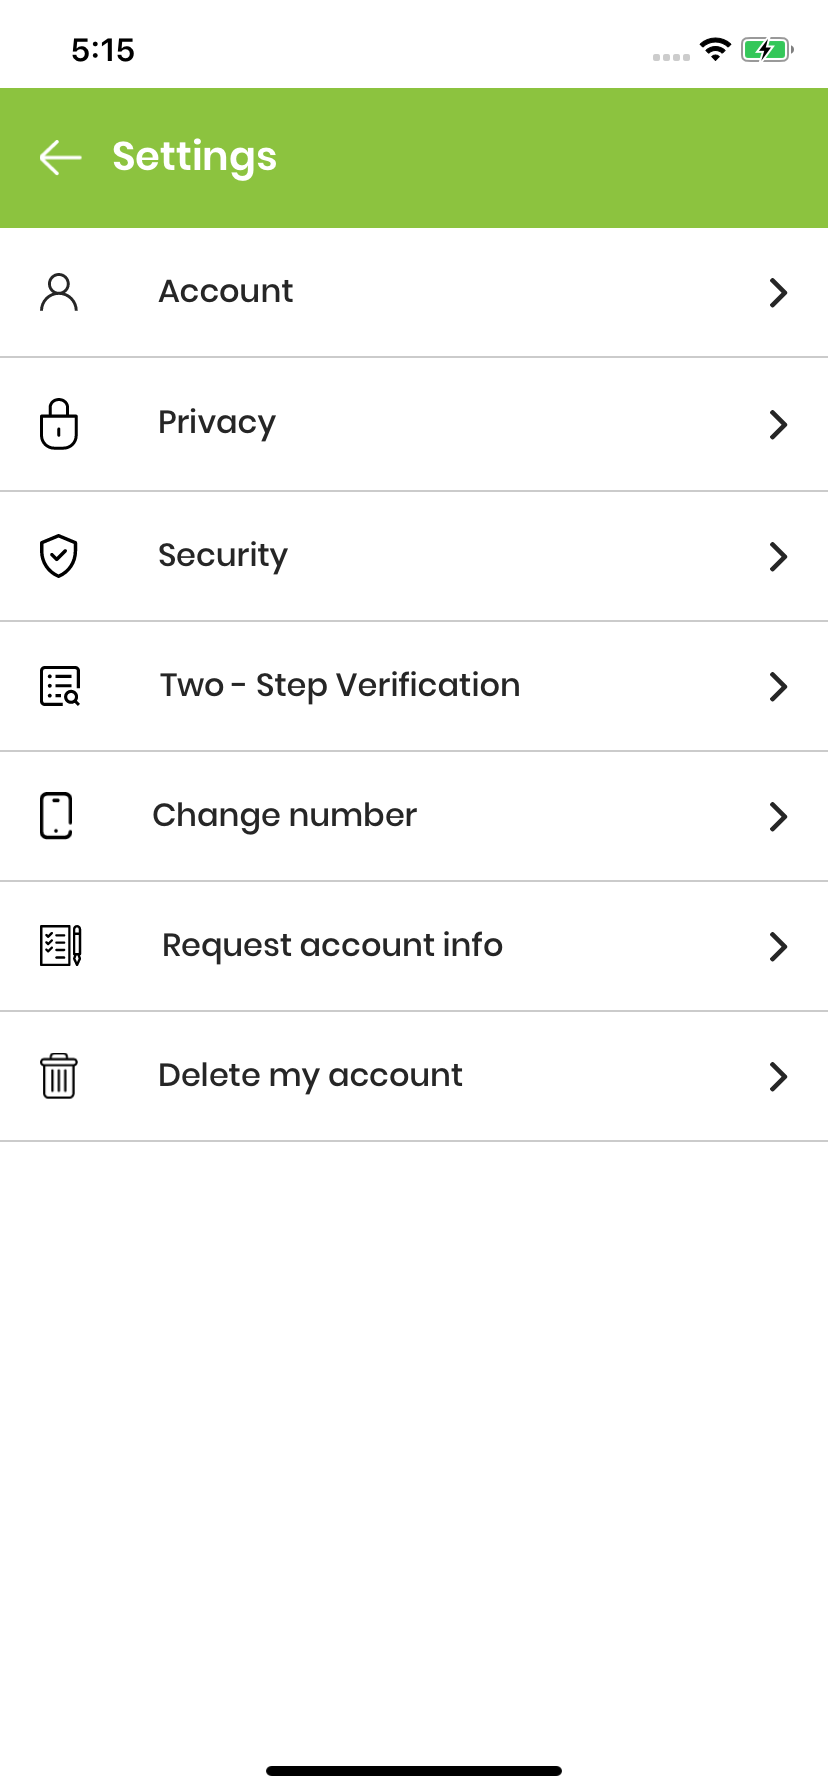 5:15
Settings
Account
Privacy
Security
Two - Step Verification
Change number
Request account info
Delete my account